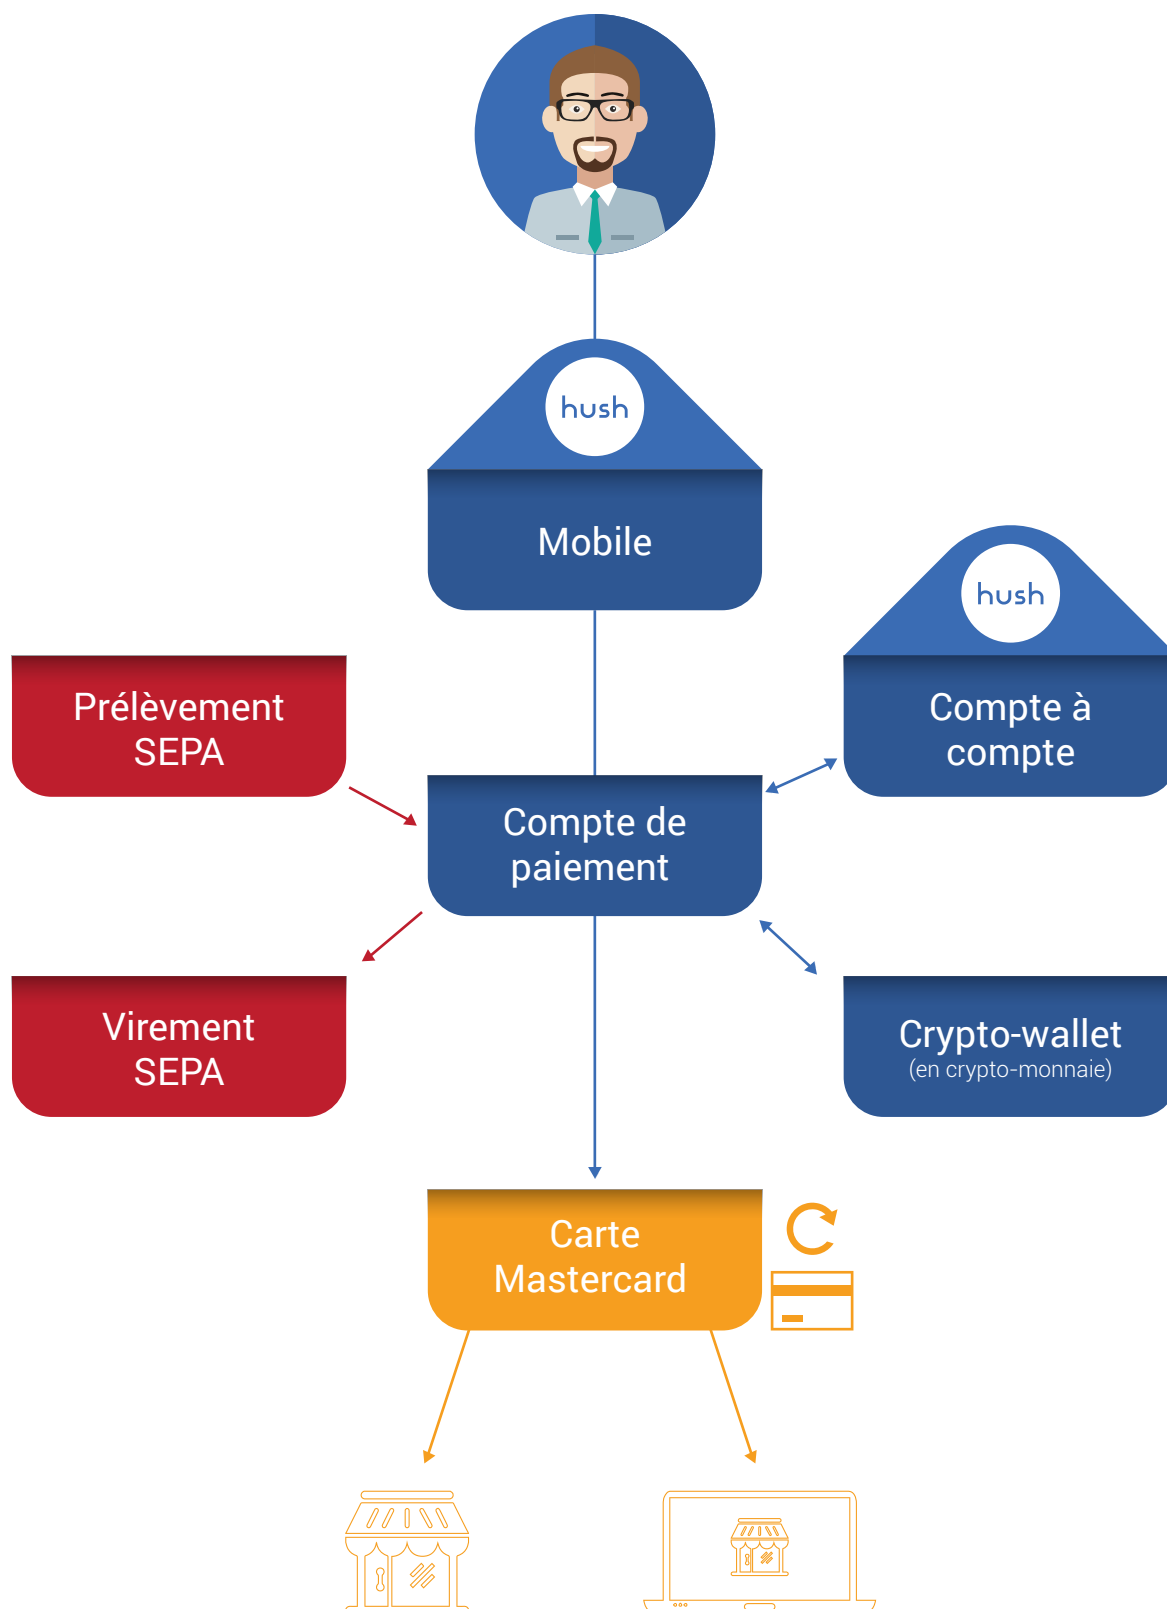 hush
Mobile
hush
Compte à
compte
Prélèvement
SEPA
Compte de
paiement
Virement
SEPA
Crypto-wallet
(en crypto-monnaie)
Carte
Mastercard